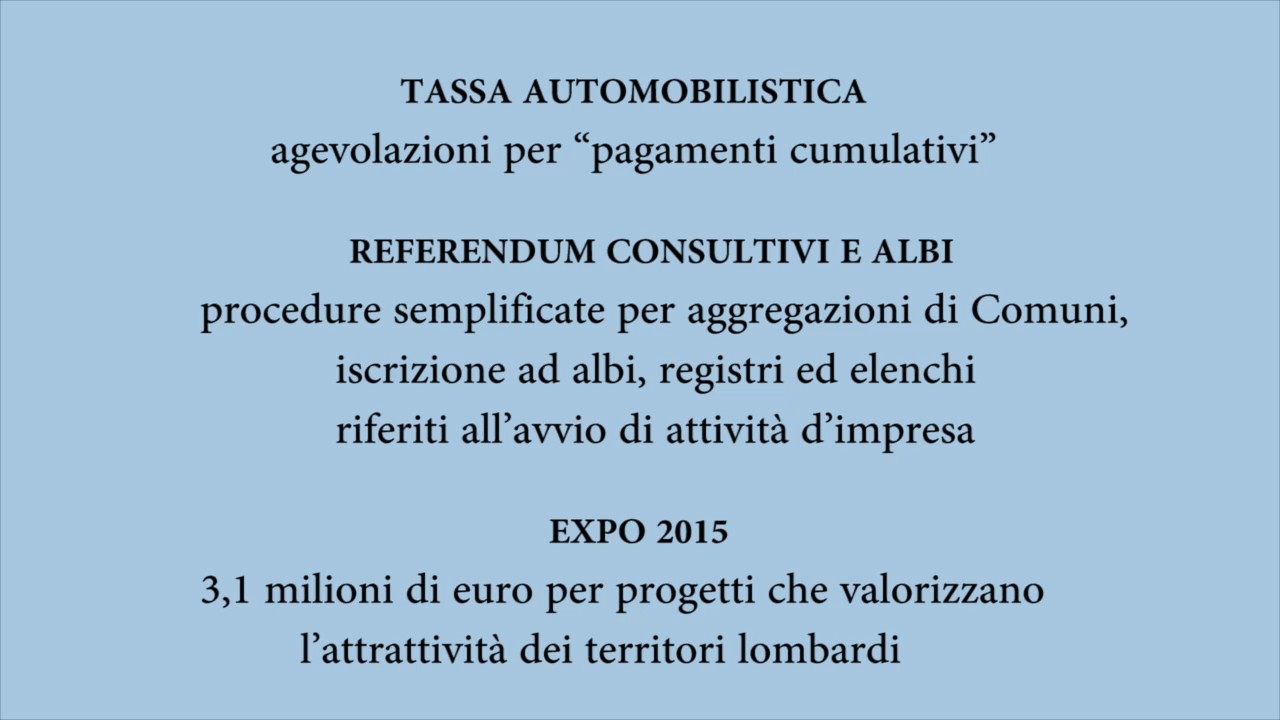 TASSA AUTOMOBILISTICA
agevolazioni per “pagamenti cumulativi”
REFERENDUM CONSULTIVI E ALBI
procedure semplificate per aggregazioni di Comuni,
iscrizione ad albi, registri ed elenchi
riferiti all’avvio di attività d’impresa
EXPO 2015
3,1 milioni di euro per progetti che valorizzano
l’attrattività dei territori lombardi